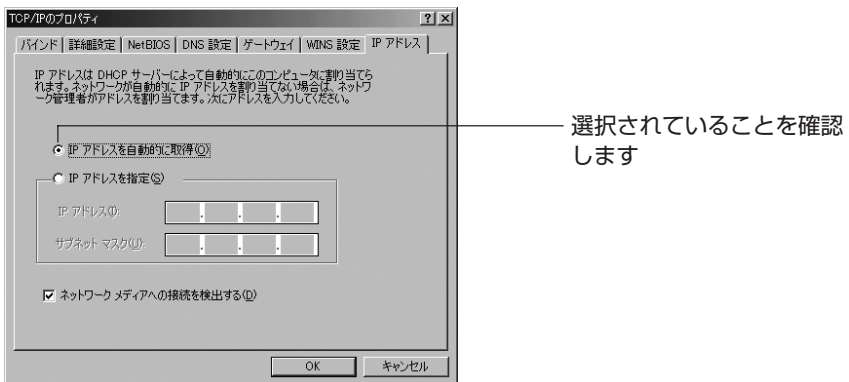 TCP/IPのプロパティ
バインド 詳細設定 NetBIOS DNS 設定 ゲートウェイ WINS 設定 IP アドレス
IP アドレスは DHCP サーバーによって自動的にこのコンピュータに割り当てら
れます。ネットワークが自動的に IP アドレスを割り当てない場合は、ネットワ
ーク管理者がアドレスを割り当てます。次にアドレスを入力してください。
IP アドレスを自動的に取得(O)
選択されていることを確認
します
IP アドレスを指定(S)
IP アドレス(I):
サブネット マスク(U):
ネットワーク メディアへの接続を検出する(D)
OK キャンセル